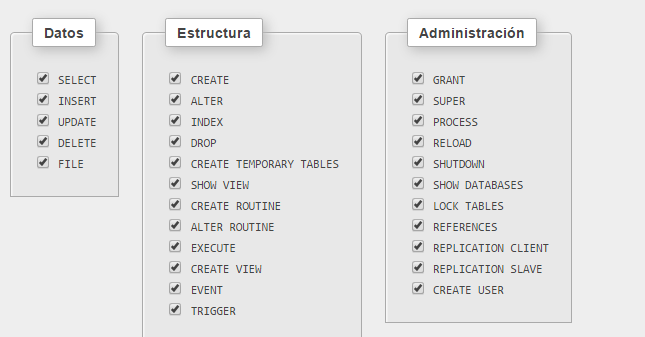 Datos
SELECT
INSERT
UPDATE
DELETE
FILE
Estructura
CREATE
ALTER
INDEX
DROP
CREATE TEMPORARY TABLES
SHOW VIEW
CREATE ROUTINE
ALTER ROUTINE
EXECUTE
CREATE VIEW
EVENT
TRIGGER
Administración
GRANT
SUPER
PROCESS
RELOAD
SHUTDOWN
SHOW DATABASES
LOCK TABLES
REFERENCES
REPLICATION CLIENT
REPLICATION SLAVE
CREATE USER